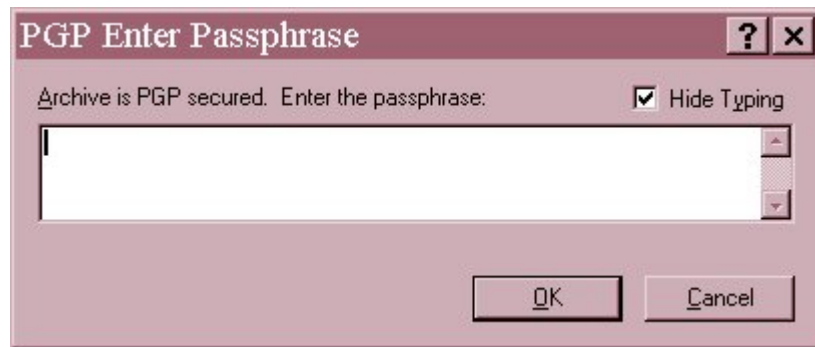 PGP Enter Passphrase ?
Archive is PGP secured. Enter the passphrase: Hide Typing
OK Cancel